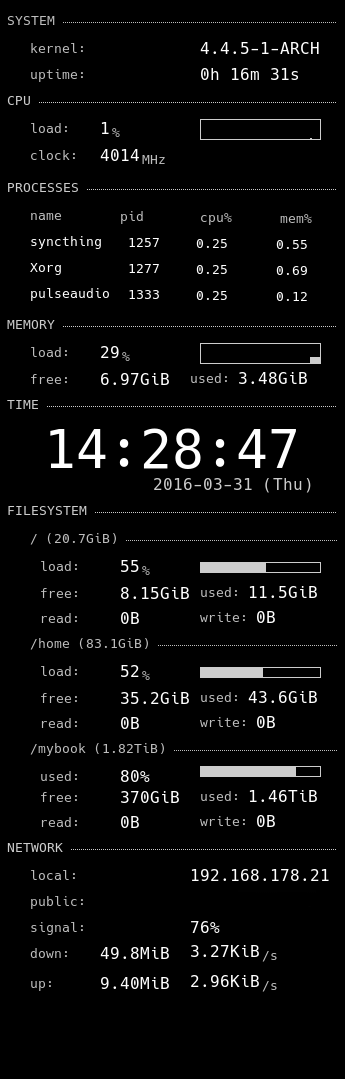 SYSTEM
kernel: 4.4.5-1-ARCH
uptime: 0h 16m 31s
CPU
load: 1%
clock: 4014MHz
PROCESSES
name pid cpu% mem%
syncthing 1257 0.25 0.55
Xorg 1277 0.25 0.69
pulseaudio 1333 0.25 0.12
MEMORY
load: 29%
free: 6.97GiB used: 3.48GiB
TIME
14:28:47
2016-03-31 (Thu)
FILESYSTEM
/ (20.7GiB)
load: 55%
free: 8.15GiB used: 11.5GiB
read: 0B write: 0B
/home (83.1GiB)
load: 52%
free: 35.2GiB used: 43.6GiB
read: 0B write: 0B
/mybook (1.82TiB)
used: 80%
free: 370GiB used: 1.46TiB
read: 0B write: 0B
NETWORK
local: 192.168.178.21
public:
signal: 76%
down: 49.8MiB 3.27KiB/s
up: 9.40MiB 2.96KiB/s